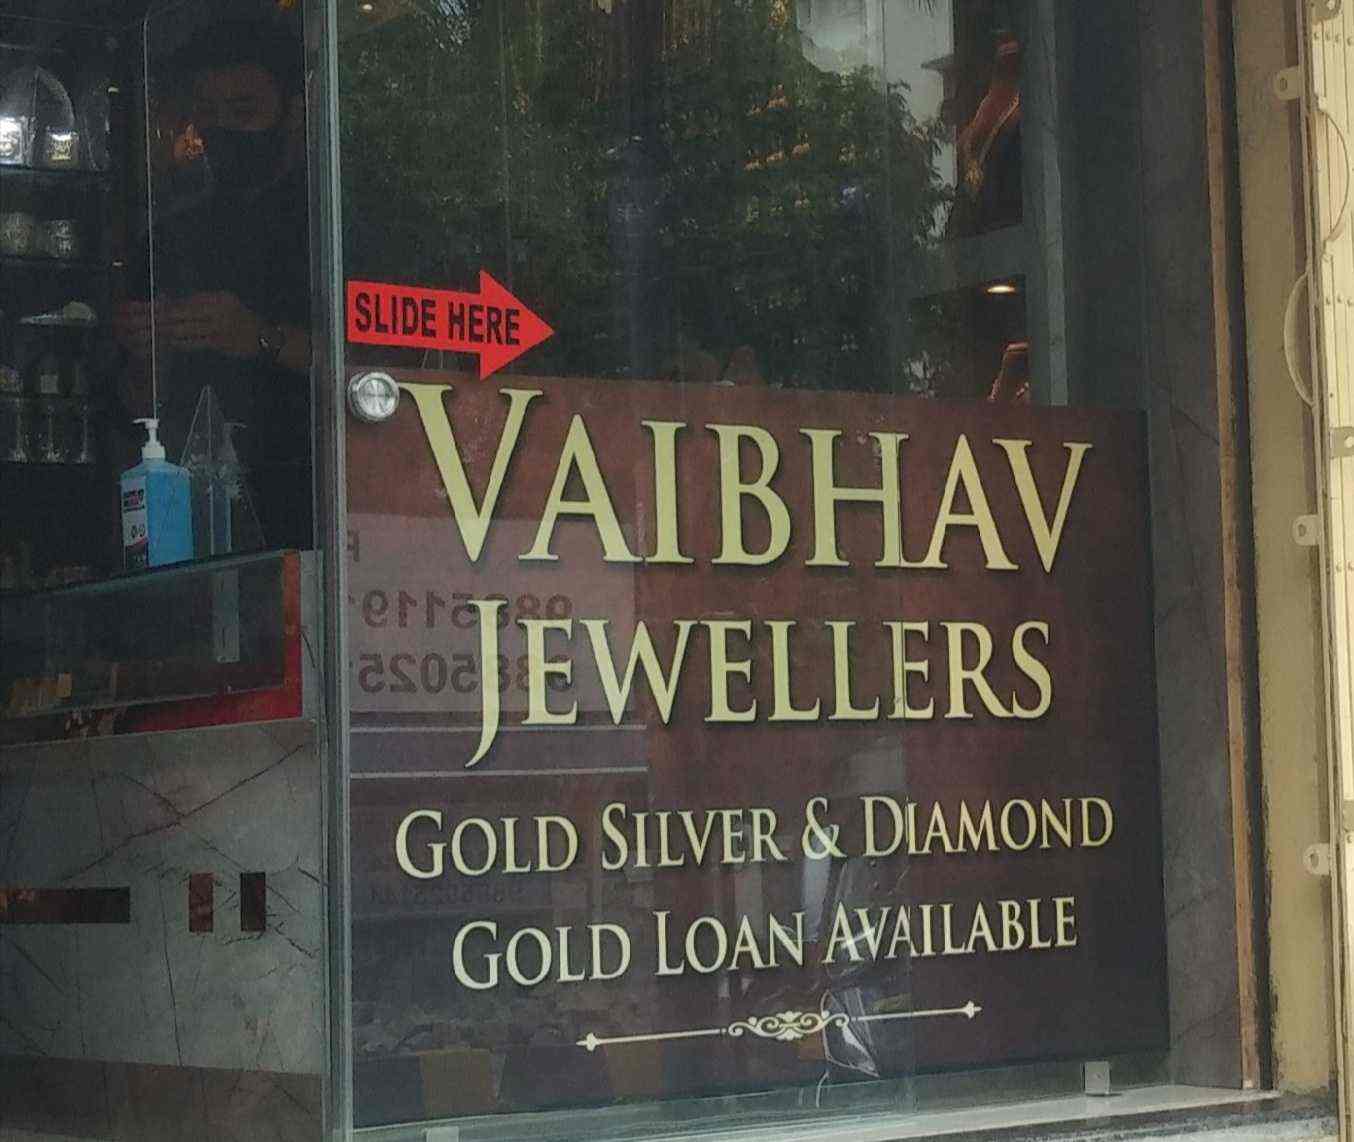 SLIDE HERE
VAIBHAV
JEWELLERS
GOLD SILVER & DIAMOND
GOLD LOAN AVAILABLE